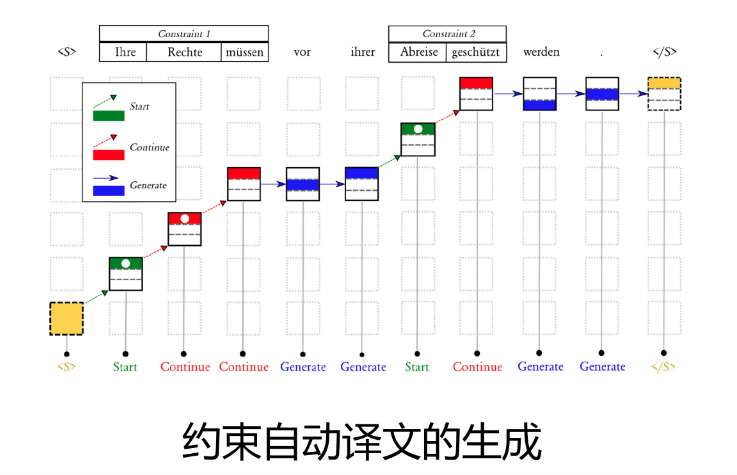 Constraint 1 Constraint 2
<S> Ihre Rechte müssen vor ihrer Abreise geschützt werden . </S>
Start
Continue
Generate
<S> Start Continue Continue Generate Generate Start Continue Generate Generate </S>
约束自动译文的生成